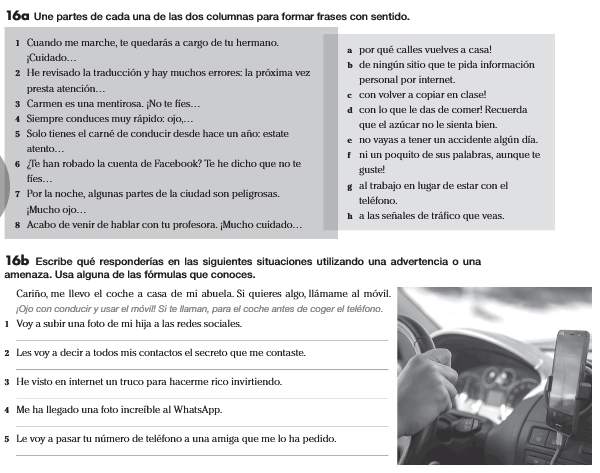 16a Une partes de cada una de las dos columnas para formar frases con sentido.
1 Cuando me marche, te quedarás a cargo de tu hermano.
¡Cuidado…
2 He revisado la traducción y hay muchos errores: la próxima vez
presta atención…
3 Carmen es una mentirosa. ¡No te fíes…
4 Siempre conduces muy rápido: ojo,…
5 Solo tienes el carné de conducir desde hace un año: estate
atento…
6 ¿Te han robado la cuenta de Facebook? Te he dicho que no te
fíes…
7 Por la noche, algunas partes de la ciudad son peligrosas.
¡Mucho ojo…
8 Acabo de venir de hablar con tu profesora. ¡Mucho cuidado…
a por qué calles vuelves a casa!
b de ningún sitio que te pida información
personal por internet.
c con volver a copiar en clase!
d con lo que le das de comer! Recuerda
que el azúcar no le sienta bien.
e no vayas a tener un accidente algún día.
f ni un poquito de sus palabras, aunque te
guste!
g al trabajo en lugar de estar con el
teléfono.
h a las señales de tráfico que veas.
16b Escribe qué responderías en las siguientes situaciones utilizando una advertencia o una
amenaza. Usa alguna de las fórmulas que conoces.
Cariño, me llevo el coche a casa de mi abuela. Si quieres algo, llámame al móvil.
¡Ojo con conducir y usar el móvil! Si te llaman, para el coche antes de coger el teléfono.
1 Voy a subir una foto de mi hija a las redes sociales.
2 Les voy a decir a todos mis contactos el secreto que me contaste.
3 He visto en internet un truco para hacerme rico invirtiendo.
4 Me ha llegado una foto increíble al WhatsApp.
5 Le voy a pasar tu número de teléfono a una amiga que me lo ha pedido.